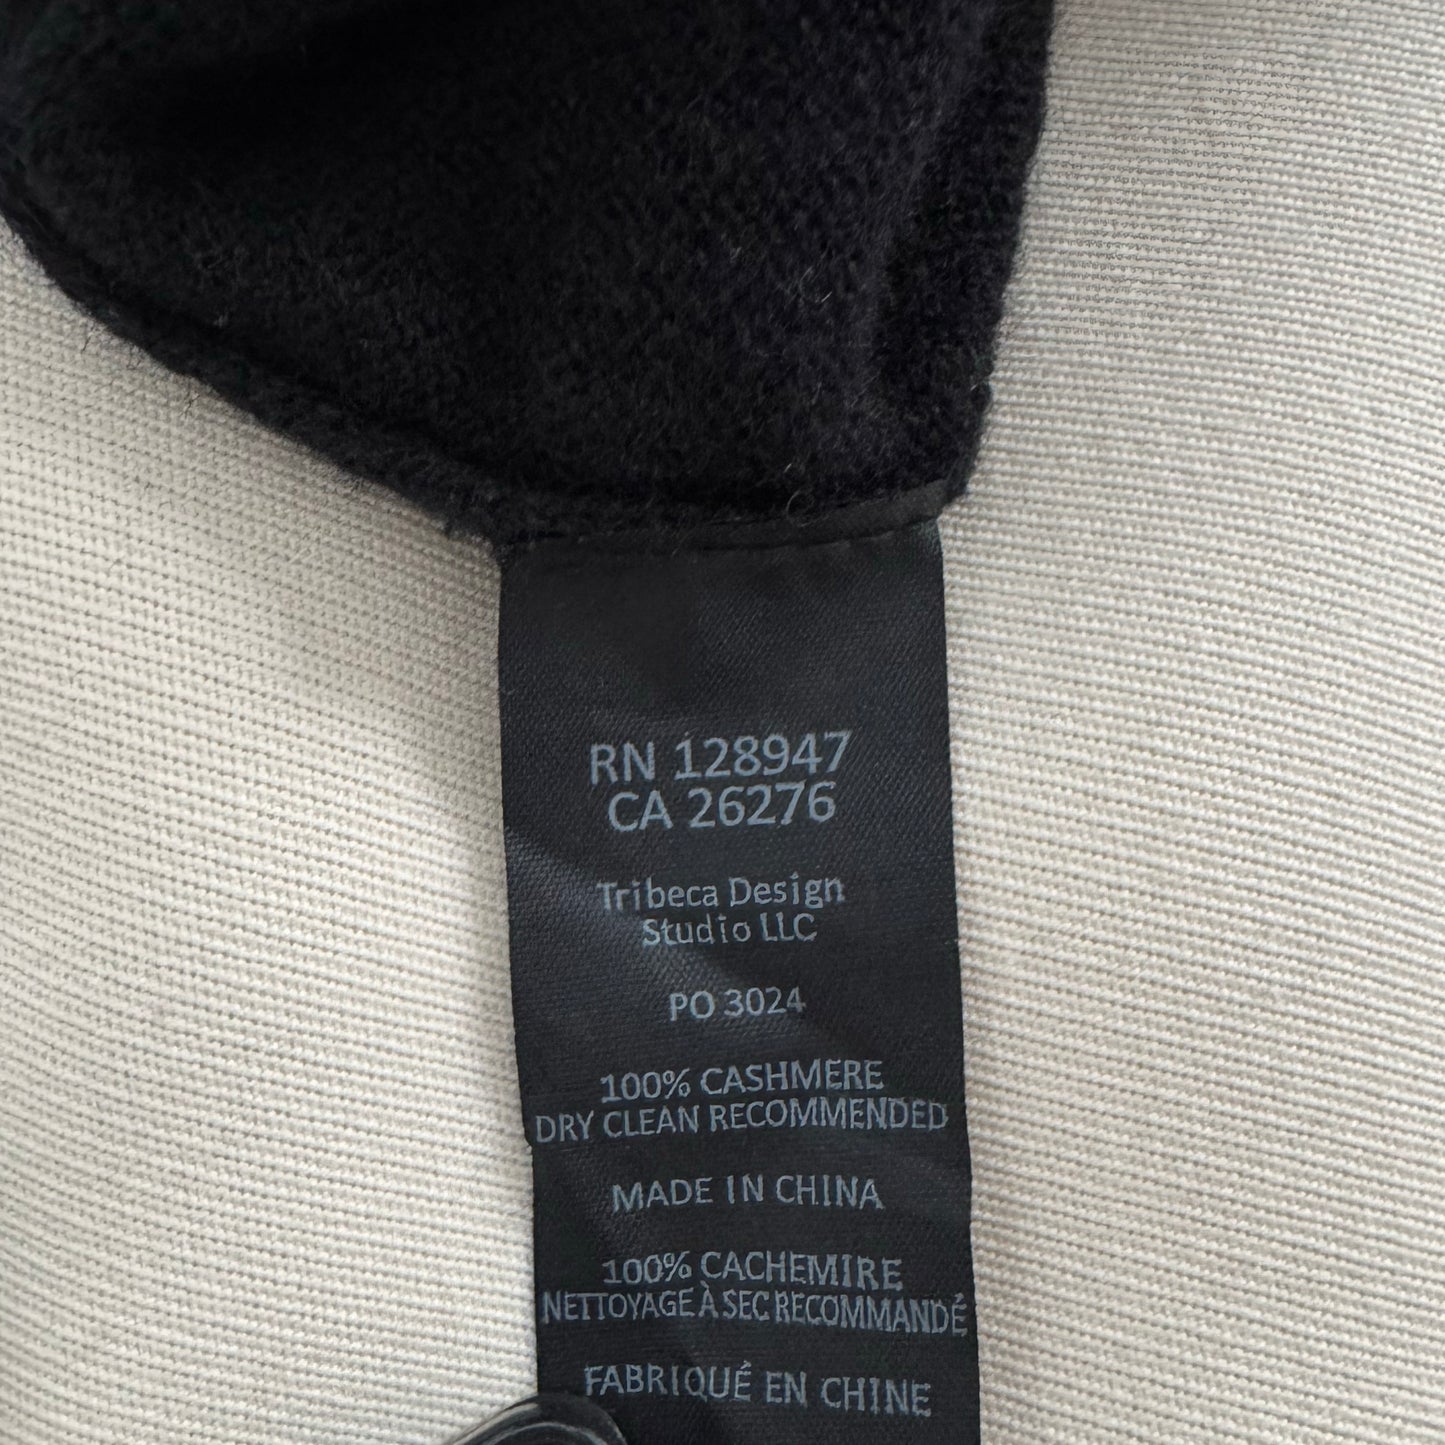 RN 128947
CA 26276
Tribeca Design
Studio LLC
PO 3024
100% CASHMERE
DRY CLEAN RECOMMENDED
MADE IN CHINA
100% CACHEMIRE
NETTOYAGE À SEC RECOMMANDÉ
FABRIQUÉ EN CHINE